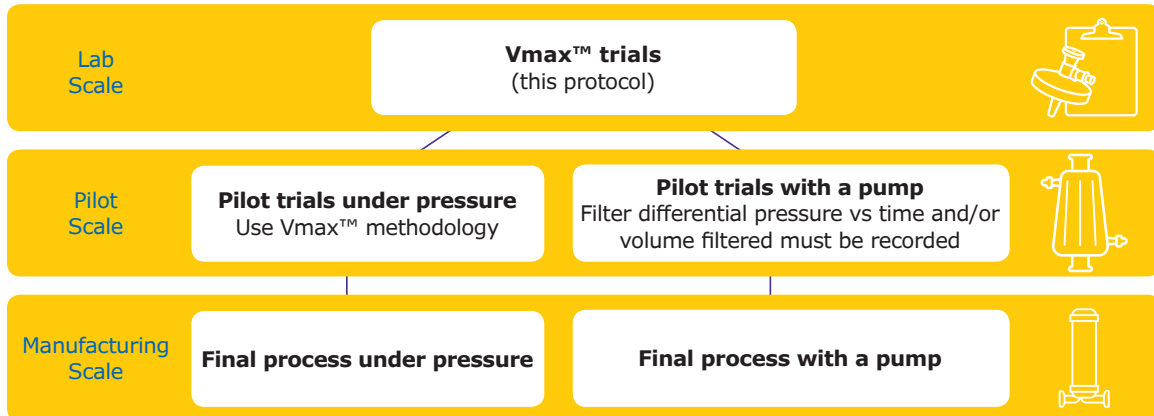 Lab
Scale
Vmax™ trials
(this protocol)
Pilot
Scale
Pilot trials under pressure
Use Vmax™ methodology
Pilot trials with a pump
Filter differential pressure vs time and/or
volume filtered must be recorded
Manufacturing
Scale
Final process under pressure
Final process with a pump